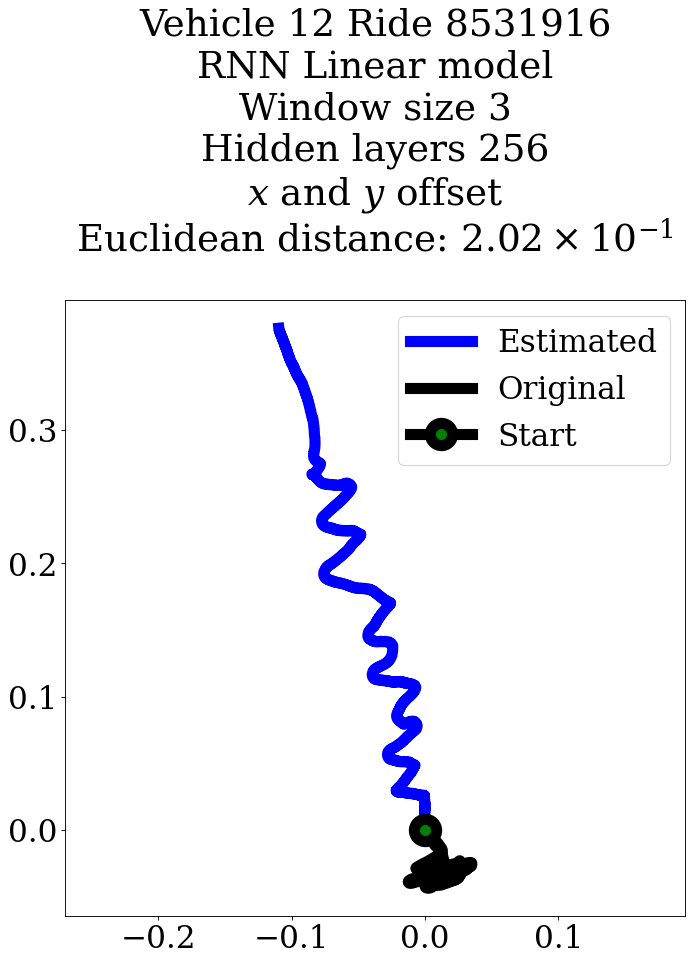 Vehicle 12 Ride 8531916
RNN Linear model
Window size 3
Hidden layers 256
x and y offset
Euclidean distance: 2.02 × 10⁻¹
Estimated
Original
Start
0.3
0.2
0.1
0.0
−0.2
−0.1
0.0
0.1